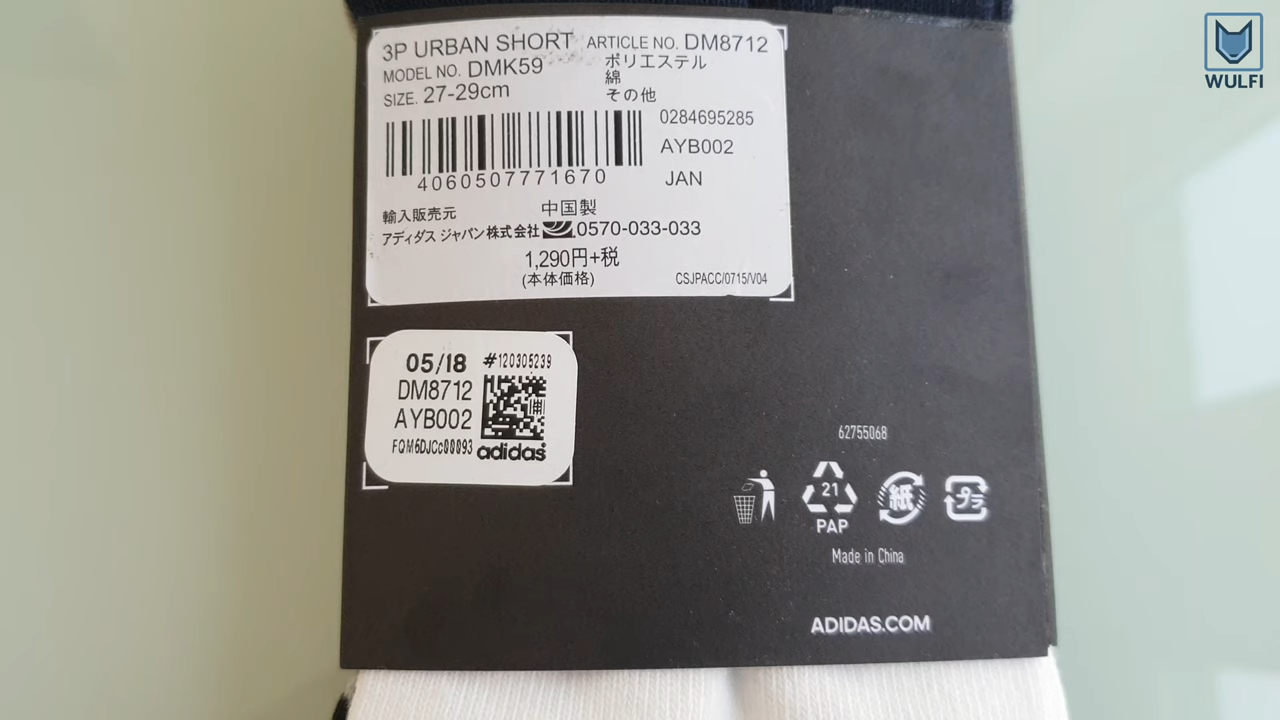 WULFI
3P URBAN SHORT ARTICLE NO. DM8712
MODEL NO. DMK59 ポリエステル
綿
SIZE. 27-29cm その他
0284695285
AYB002
4060507771670 JAN
輸入販売元 中国製
アディダス ジャパン株式会社 0570-033-033
1,290円+税
(本体価格) CSJPACC/0715/V04
05/18 #120305239
DM8712
AYB002
FQM6DJCc00093 adidas
62755068
21 紙 プラ
PAP
Made in China
ADIDAS.COM